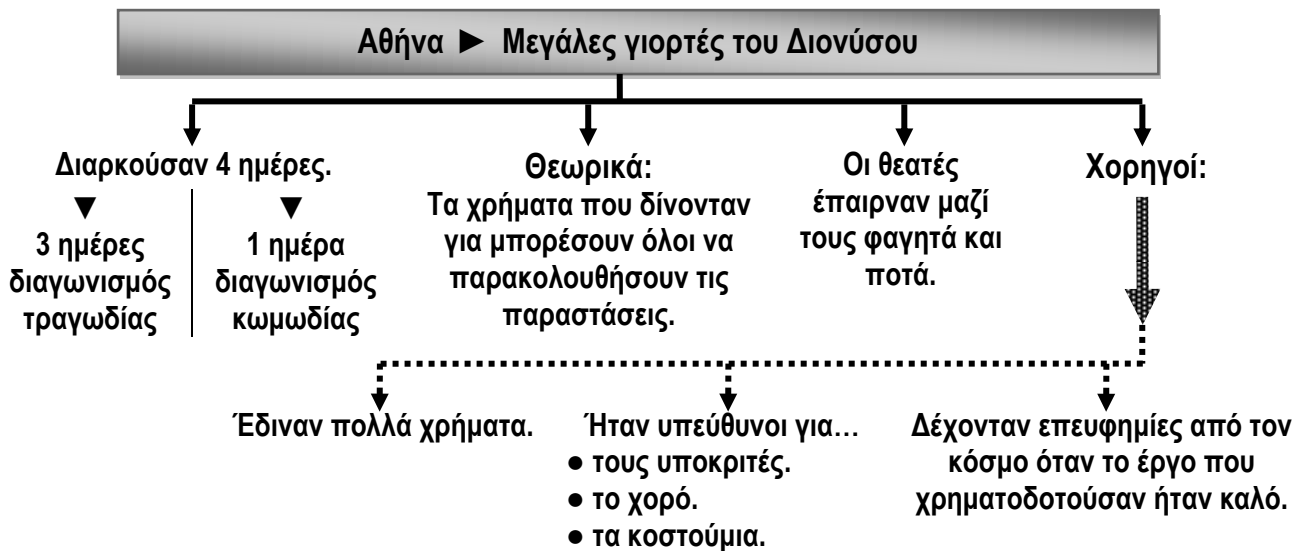 Αθήνα ► Μεγάλες γιορτές του Διονύσου
Διαρκούσαν 4 ημέρες.
▼
3 ημέρες
διαγωνισμός
τραγωδίας
▼
1 ημέρα
διαγωνισμός
κωμωδίας
Θεωρικά:
Τα χρήματα που δίνονταν
για μπορέσουν όλοι να
παρακολουθήσουν τις
παραστάσεις.
Οι θεατές
έπαιρναν μαζί
τους φαγητά και
ποτά.
Χορηγοί:
Έδιναν πολλά χρήματα.
Ήταν υπεύθυνοι για…
● τους υποκριτές.
● το χορό.
● τα κοστούμια.
Δέχονταν επευφημίες από τον
κόσμο όταν το έργο που
χρηματοδοτούσαν ήταν καλό.